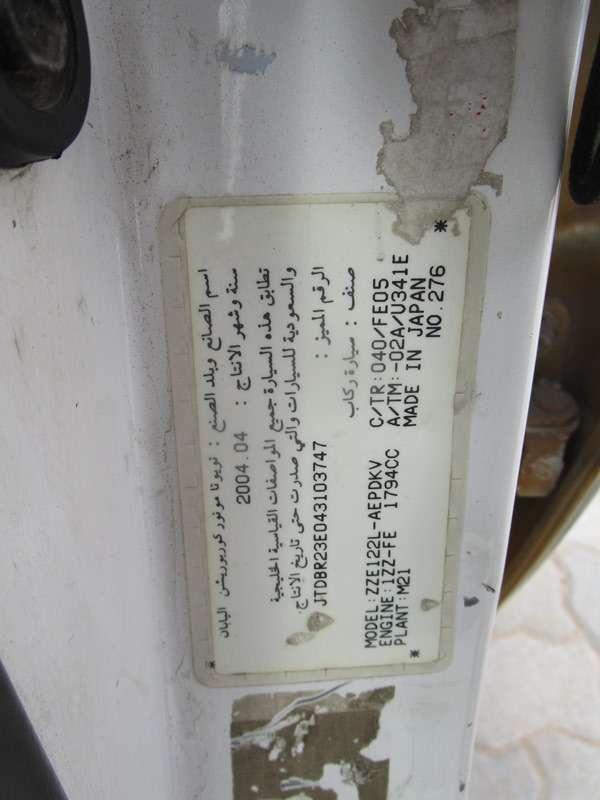 اسم الصانع وبلد الصنع : تويوتا موتور كوربوريشن اليابان
سنة وشهر الانتاج : 2004.04
تطابق هذه السيارة جميع المواصفات القياسية الخليجية
والسعودية للسيارات والتي صدرت حتى تاريخ الانتاج.
الرقم المميز : JTDBR23E043103747
صنف : سيارة ركاب
MODEL:ZZE122L-AEPDKV C/TR:040/FE05
ENGINE:1ZZ-FE 1794CC A/TM:-02A/U341E
PLANT:M21 MADE IN JAPAN
NO.276